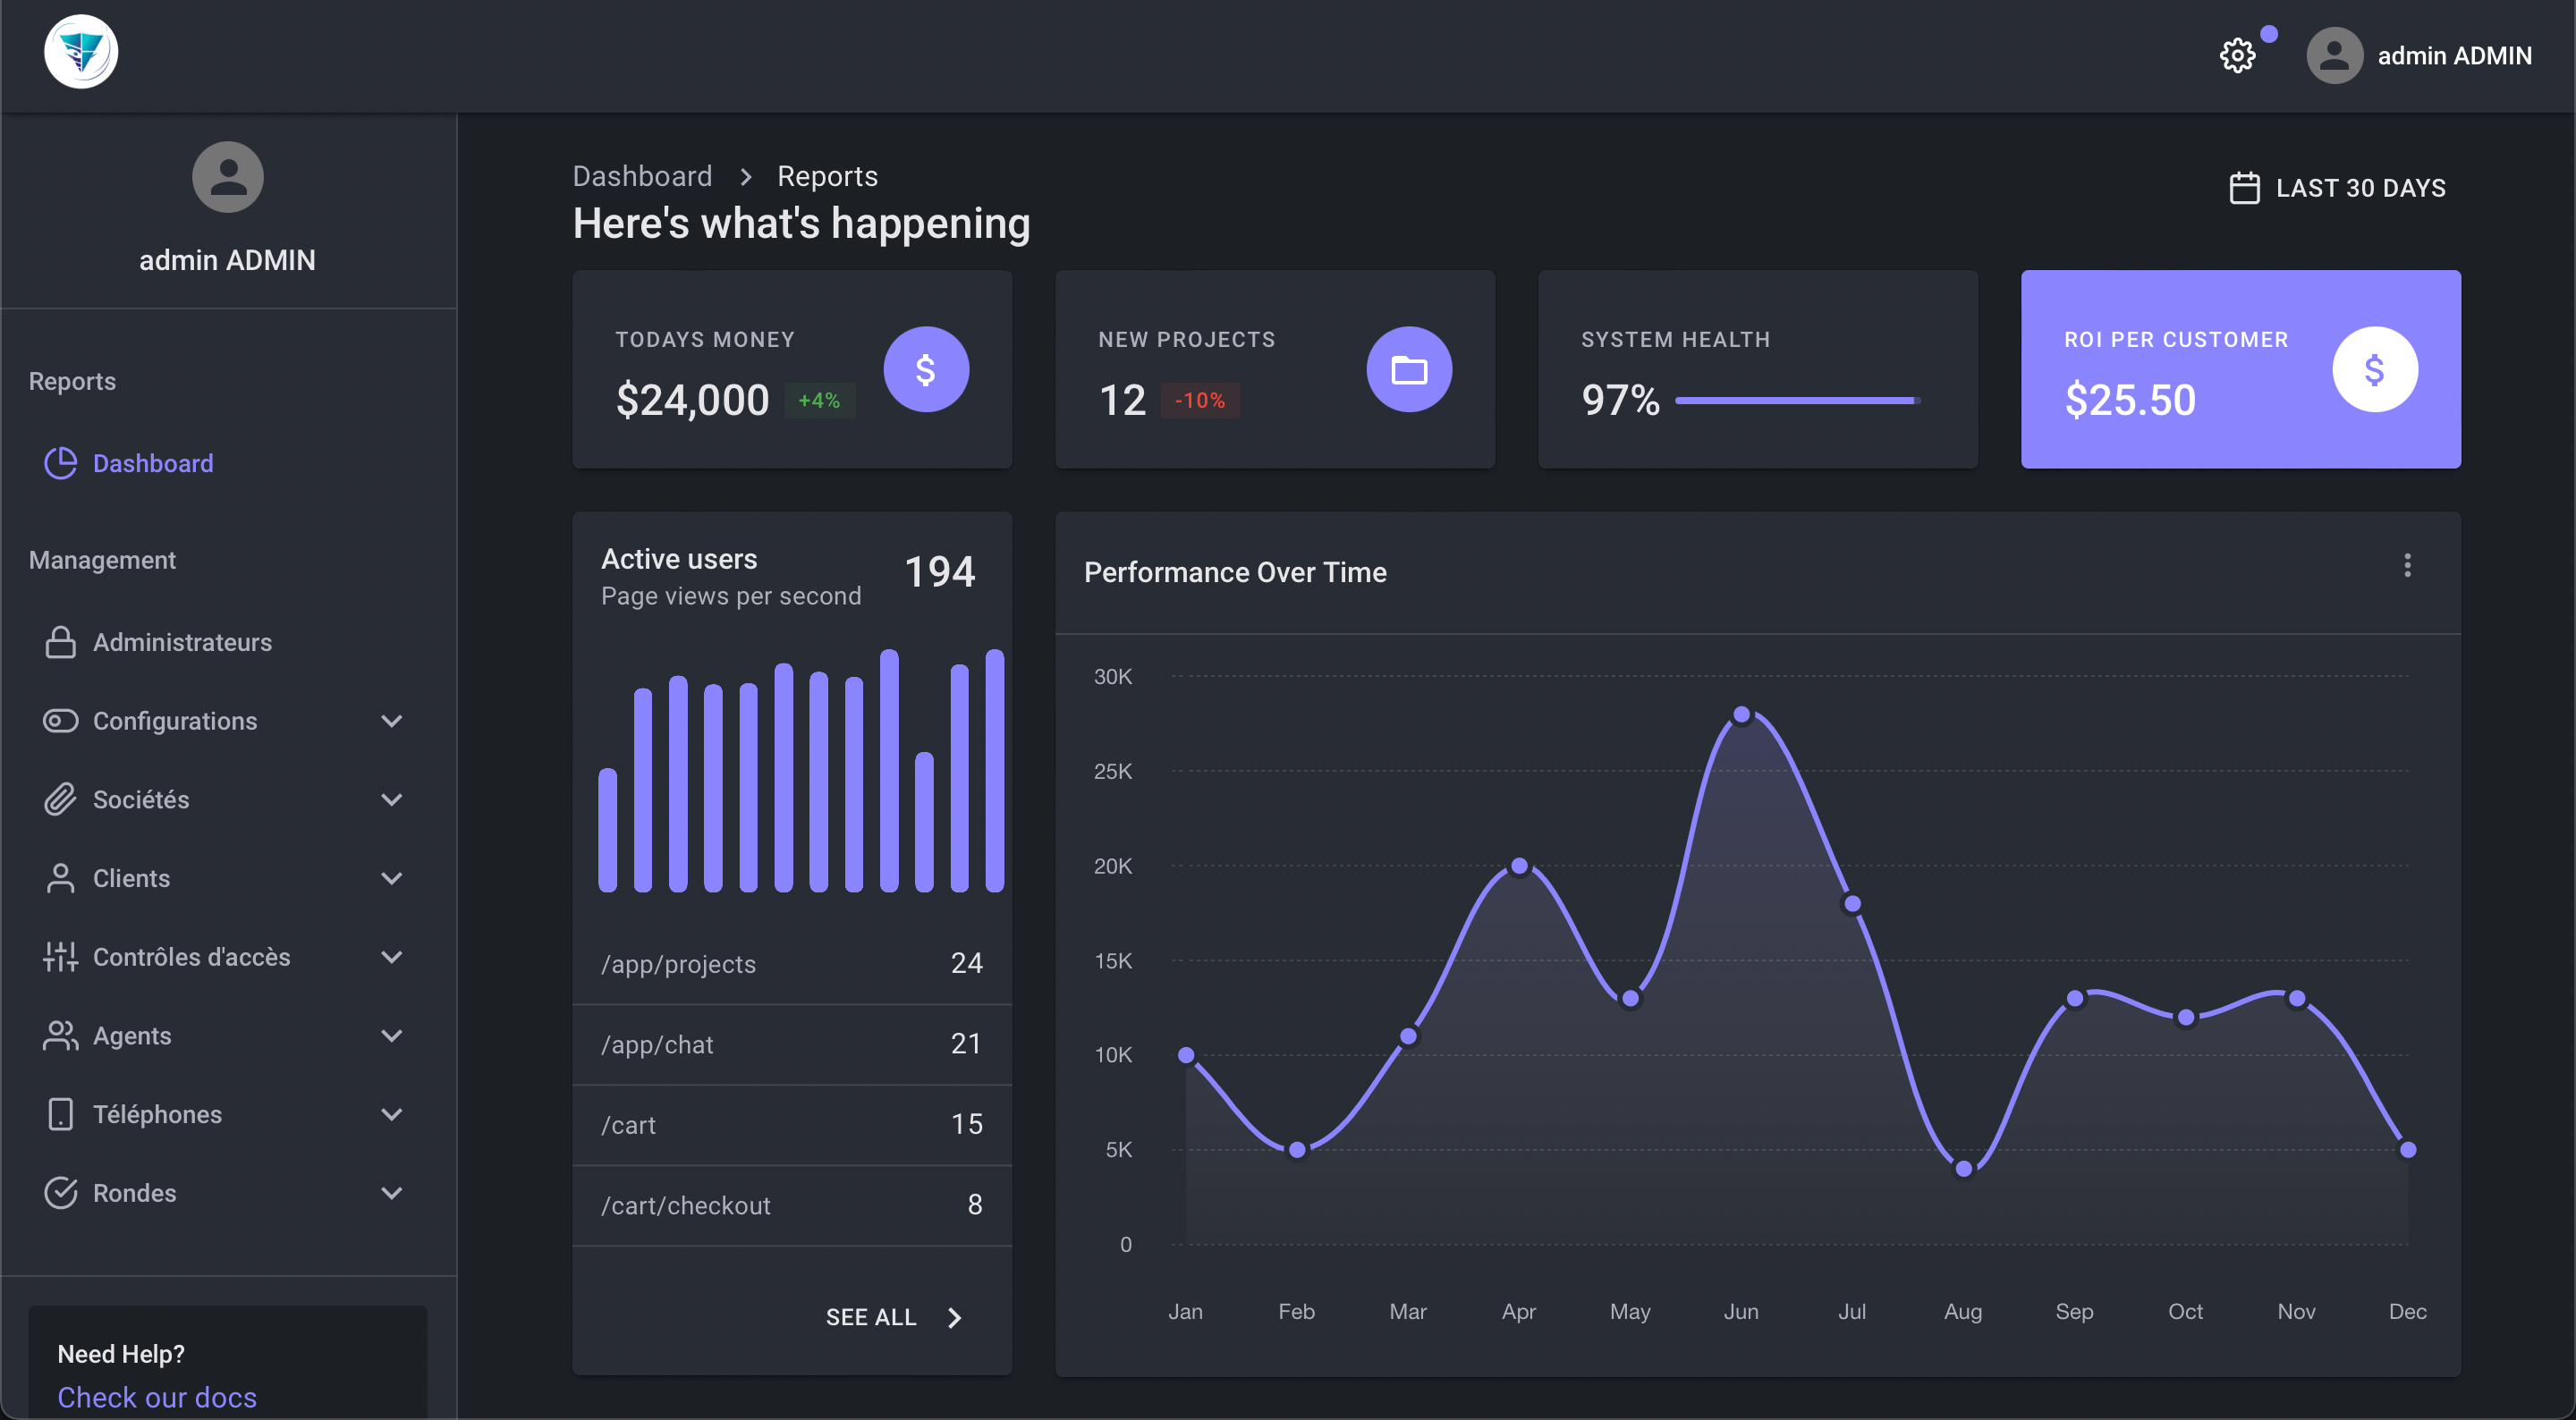 admin ADMIN
admin ADMIN
Reports
Dashboard
Management
Administrateurs
Configurations
Sociétés
Clients
Contrôles d'accès
Agents
Téléphones
Rondes
Need Help?
Check our docs
Dashboard > Reports
Here's what's happening
LAST 30 DAYS
TODAYS MONEY
$24,000 +4%
$
NEW PROJECTS
12 -10%
SYSTEM HEALTH
97%
ROI PER CUSTOMER
$25.50
$
Active users
194
Page views per second
/app/projects 24
/app/chat 21
/cart 15
/cart/checkout 8
SEE ALL
Performance Over Time
30K
25K
20K
15K
10K
5K
0
Jan Feb Mar Apr May Jun Jul Aug Sep Oct Nov Dec